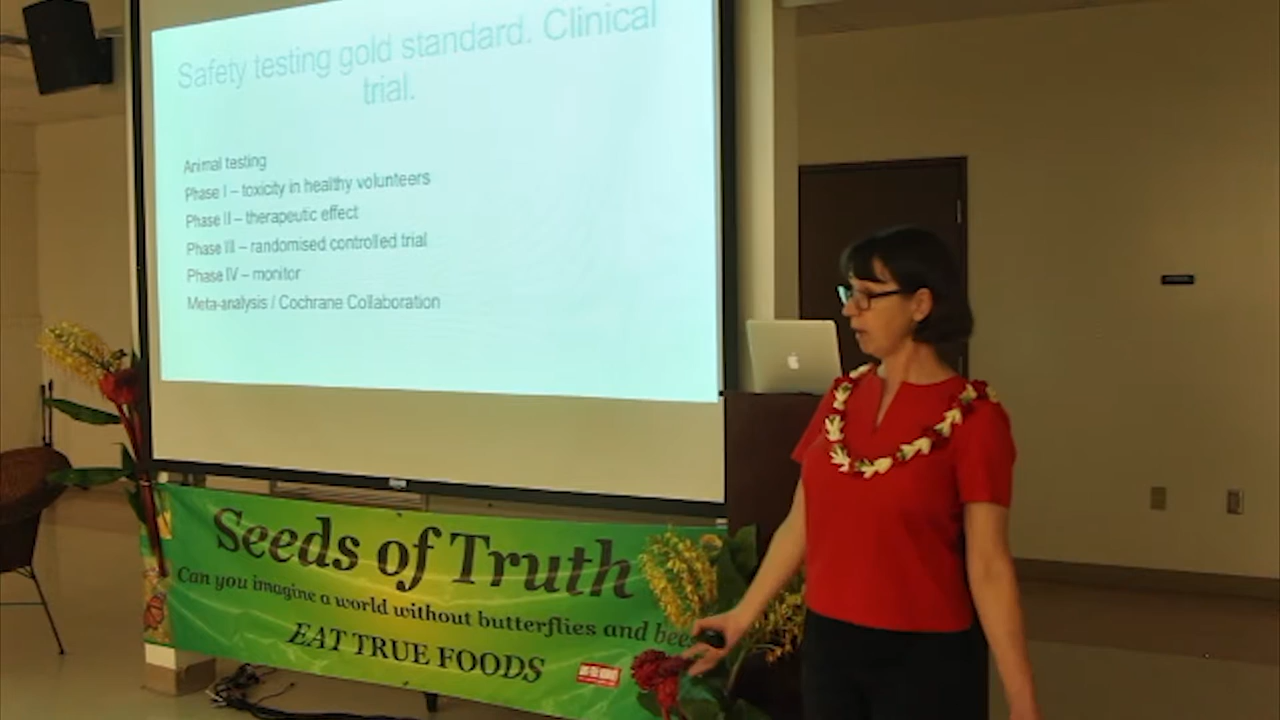 Safety testing gold standard. Clinical
trial.
Animal testing
Phase I – toxicity in healthy volunteers
Phase II – therapeutic effect
Phase III – randomised controlled trial
Phase IV – monitor
Meta-analysis / Cochrane Collaboration
Seeds of Truth
Can you imagine a world without butterflies and bees
EAT TRUE FOODS